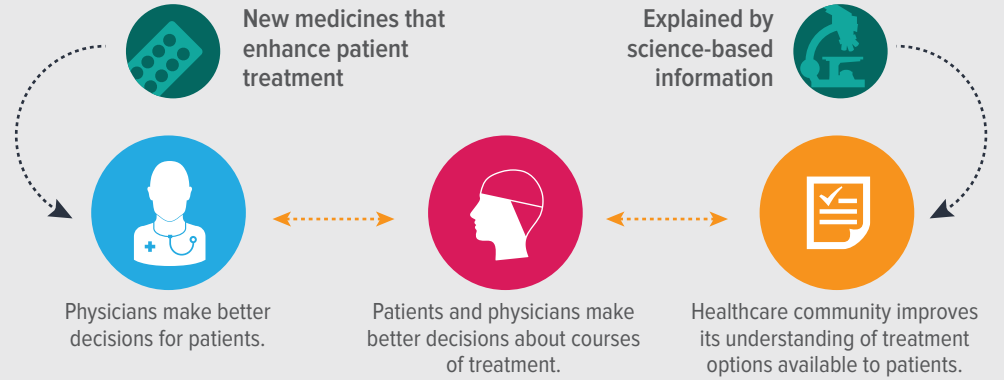 New medicines that
enhance patient
treatment
Explained by
science-based
information
Physicians make better
decisions for patients.
Patients and physicians make
better decisions about courses
of treatment.
Healthcare community improves
its understanding of treatment
options available to patients.